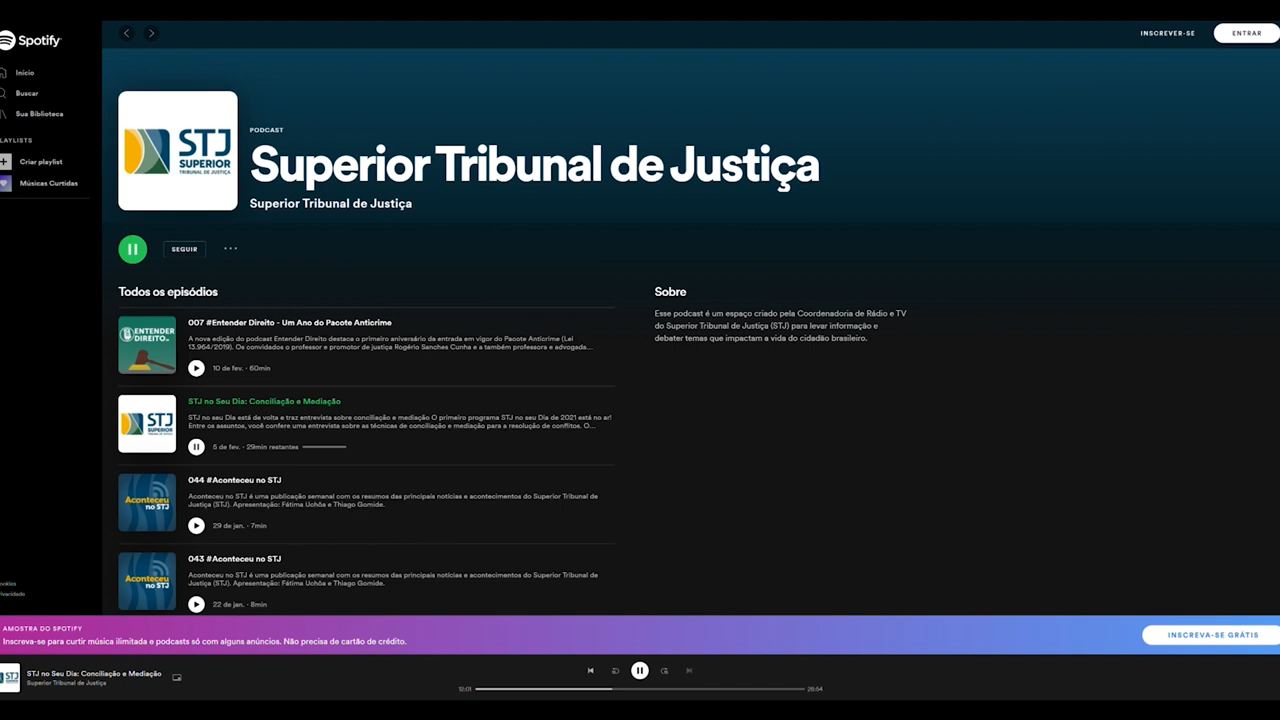 Spotify
INSCREVER-SE
ENTRAR
Início
Buscar
Sua Biblioteca
Criar playlist
Músicas Curtidas
STJ
SUPERIOR
TRIBUNAL DE JUSTIÇA
PODCAST
Superior Tribunal de Justiça
Superior Tribunal de Justiça
SEGUIR
Todos os episódios
ENTENDER
DIREITO
007 #Entender Direito - Um Ano do Pacote Anticrime
A nova edição do podcast Entender Direito destaca o primeiro aniversário da entrada em vigor do Pacote Anticrime (Lei
13.964/2019). Os convidados o professor e promotor de justiça Rogério Sanches Cunha e a também professora e advogada...
10 de fev. · 60min
STJ
SUPERIOR
STJ no Seu Dia: Conciliação e Mediação
STJ no seu Dia está de volta e traz entrevista sobre conciliação e mediação O primeiro programa STJ no seu Dia de 2021 está no ar!
Entre os assuntos, você confere uma entrevista sobre as técnicas de conciliação e mediação para a resolução de conflitos. O...
5 de fev. · 29min restantes
Aconteceu
no STJ
044 #Aconteceu no STJ
Aconteceu no STJ é uma publicação semanal com os resumos das principais notícias e acontecimentos do Superior Tribunal de
Justiça (STJ). Apresentação: Fátima Uchôa e Thiago Gomide.
29 de jan. · 7min
Aconteceu
no STJ
043 #Aconteceu no STJ
Aconteceu no STJ é uma publicação semanal com os resumos das principais notícias e acontecimentos do Superior Tribunal de
Justiça (STJ). Apresentação: Fátima Uchôa e Thiago Gomide.
22 de jan. · 8min
Sobre
Esse podcast é um espaço criado pela Coordenadoria de Rádio e TV
do Superior Tribunal de Justiça (STJ) para levar informação e
debater temas que impactam a vida do cidadão brasileiro.
AMOSTRA DO SPOTIFY
Inscreva-se para curtir música ilimitada e podcasts só com alguns anúncios. Não precisa de cartão de crédito.
INSCREVA-SE GRÁTIS
STJ no Seu Dia: Conciliação e Mediação
Superior Tribunal de Justiça
12:01